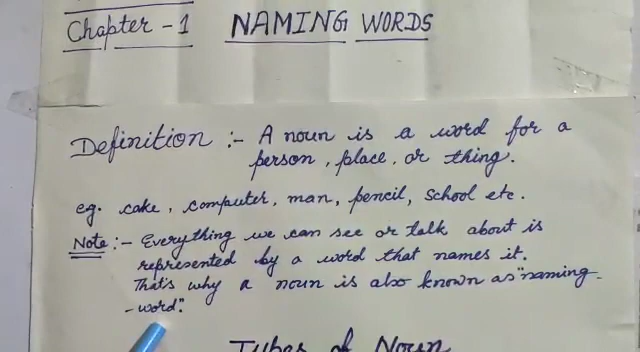 Chapter - 1 NAMING WORDS
Definition :- A noun is a word for a
person, place, or thing.
eg. cake, computer, man, pencil, School etc.
Note :- Everything we can see or talk about is
represented by a word that names it.
That's why a noun is also known as "naming-
- word".
Types of Noun